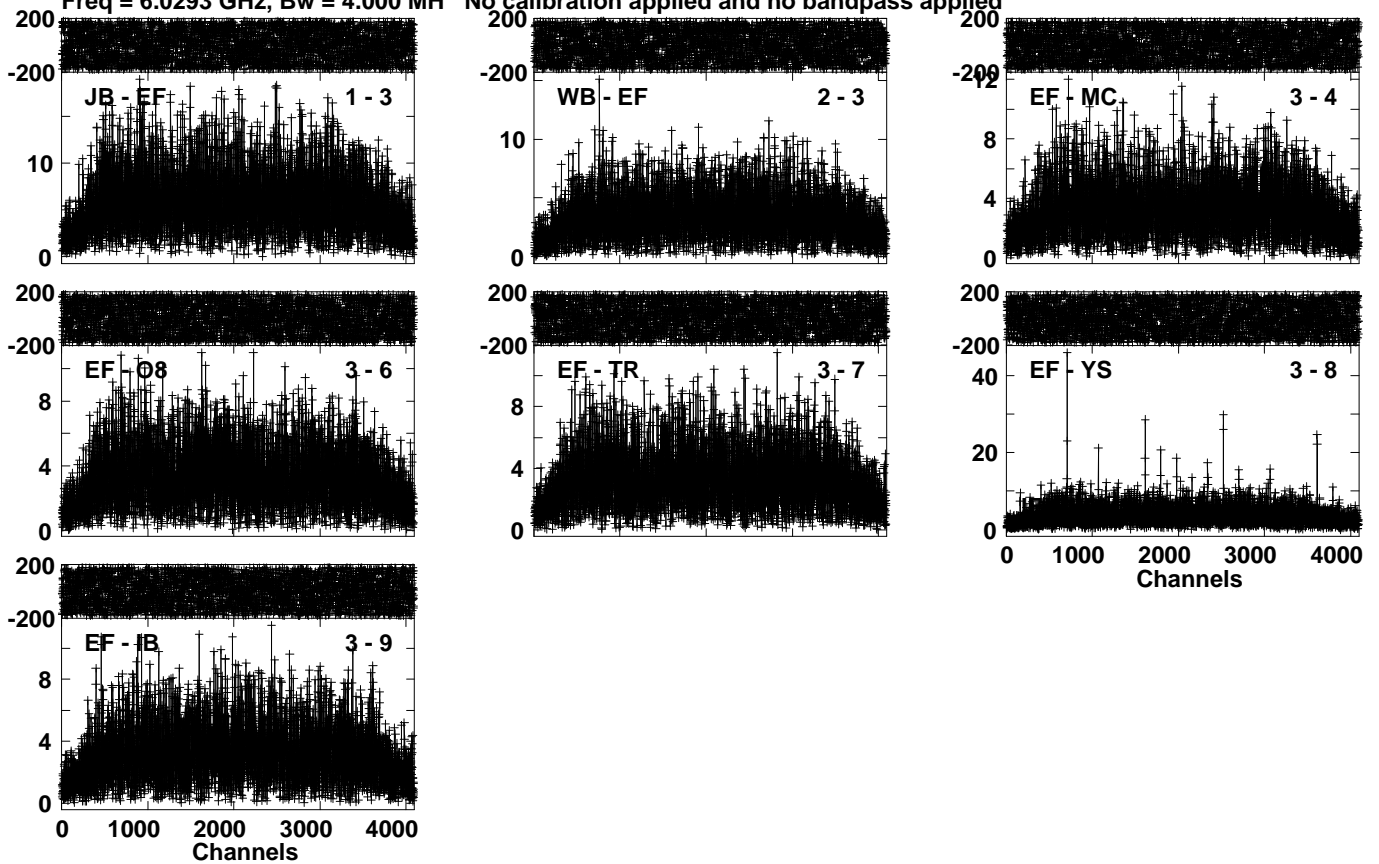 Freq = 6.0293 GHz, Bw = 4.000 MH No calibration applied and no bandpass applied
200
-200
JB - EF 1 - 3
10
0
WB - EF 2 - 3
10
0
200
-200
12
EF - MC 3 - 4
8
4
0
200
-200
EF - O8 3 - 6
8
4
0
EF - TR 3 - 7
8
4
0
200
-200
EF - YS 3 - 8
40
20
0
0 1000 2000 3000 4000
Channels
200
-200
EF - IB 3 - 9
8
4
0
0 1000 2000 3000 4000
Channels